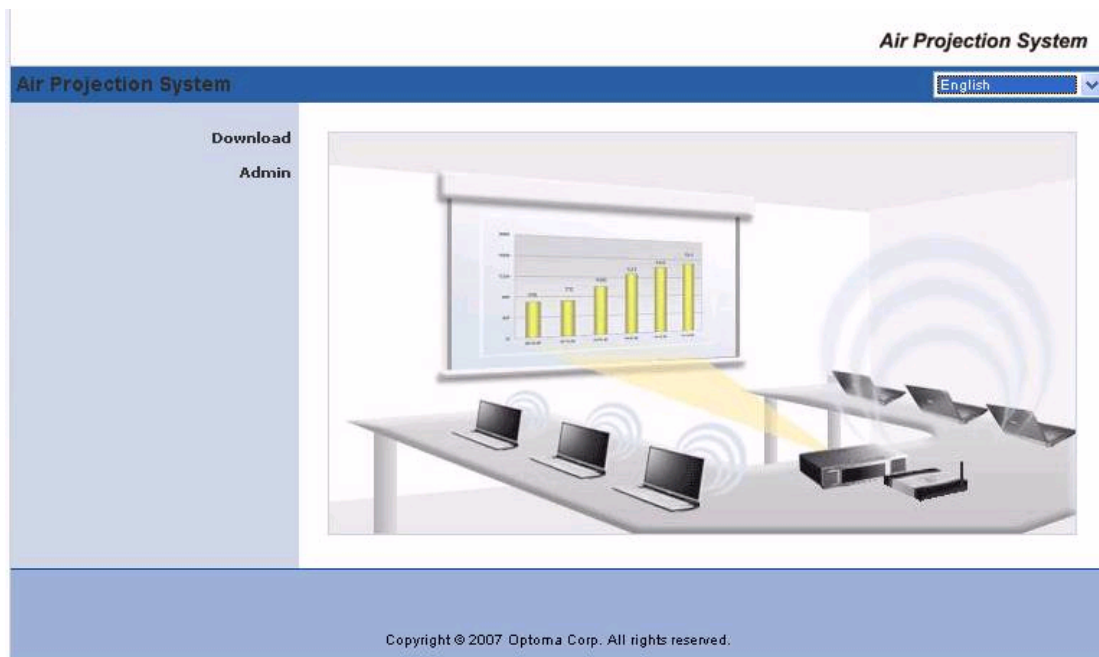 Air Projection System
Air Projection System
English
Download
Admin
Copyright © 2007 Optoma Corp. All rights reserved.